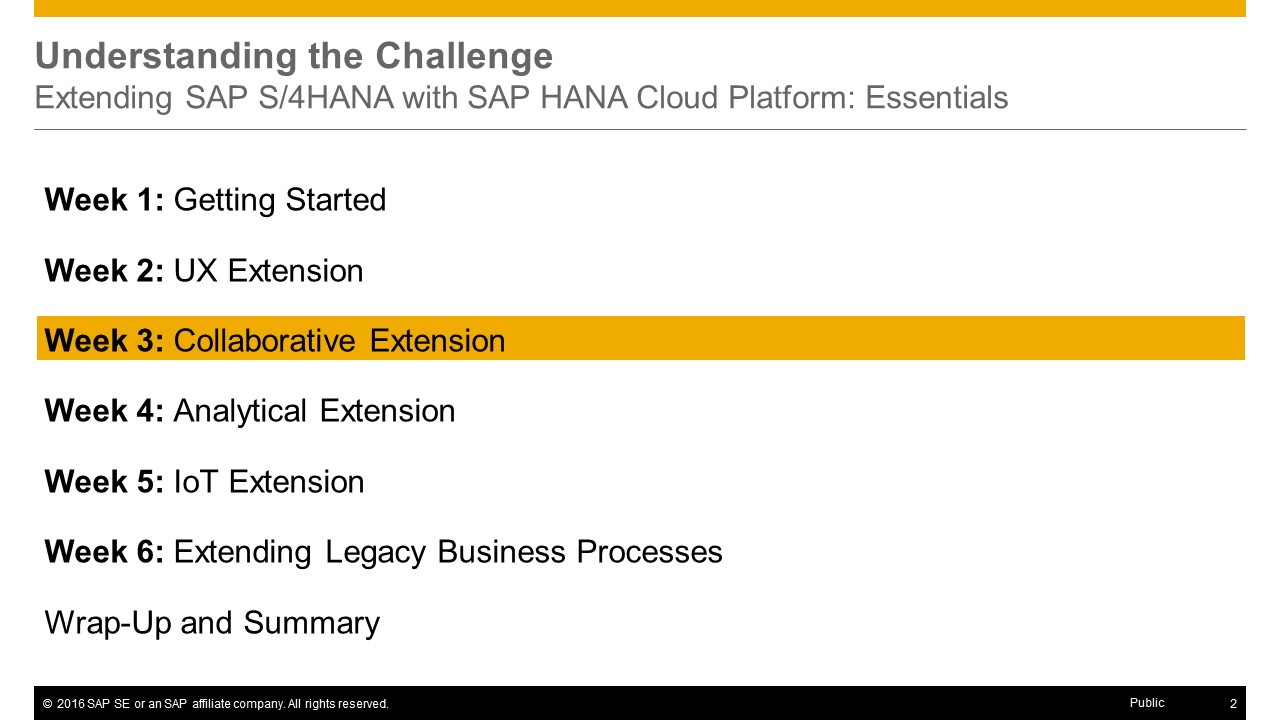 Understanding the Challenge
Extending SAP S/4HANA with SAP HANA Cloud Platform: Essentials
Week 1: Getting Started
Week 2: UX Extension
Week 3: Collaborative Extension
Week 4: Analytical Extension
Week 5: IoT Extension
Week 6: Extending Legacy Business Processes
Wrap-Up and Summary
© 2016 SAP SE or an SAP affiliate company. All rights reserved. Public 2